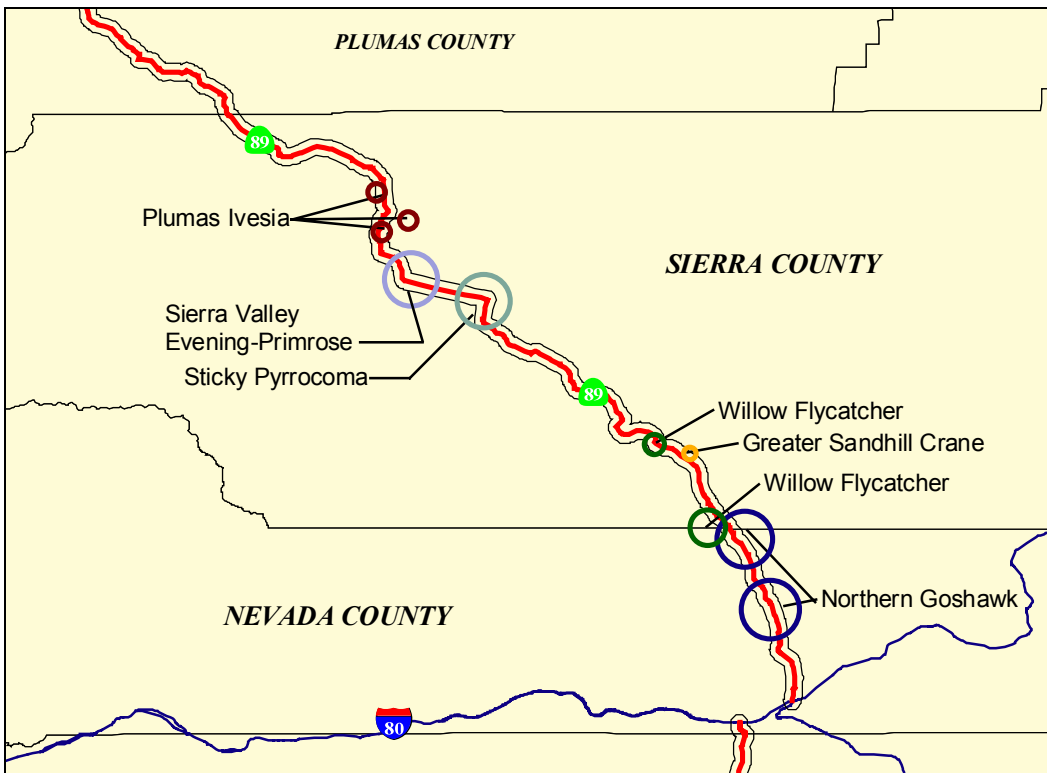 PLUMAS COUNTY
89
Plumas Ivesia
SIERRA COUNTY
Sierra Valley
Evening-Primrose
Sticky Pyrrocoma
89
Willow Flycatcher
Greater Sandhill Crane
Willow Flycatcher
Northern Goshawk
NEVADA COUNTY
80